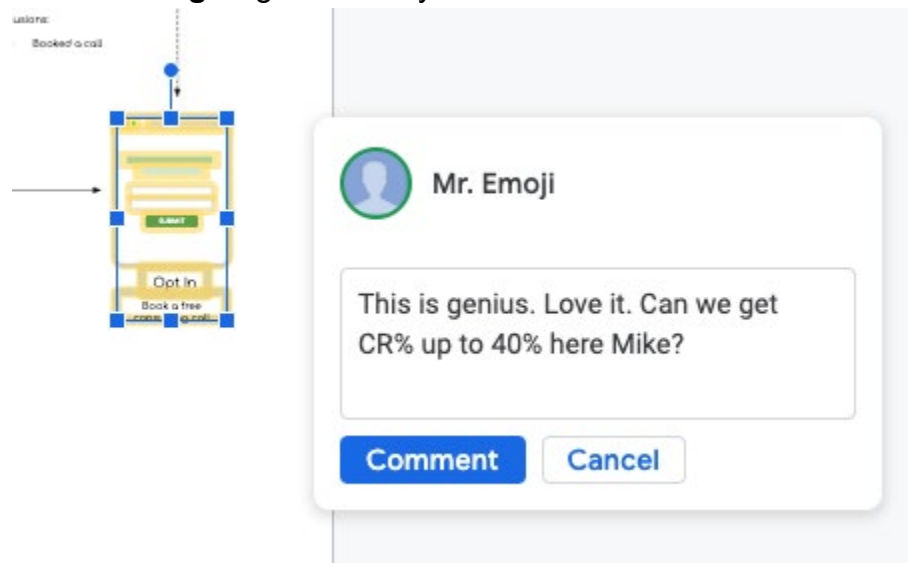 usions:
Booked a call
SUBMIT
Opt In
Book a free
Mr. Emoji
This is genius. Love it. Can we get
CR% up to 40% here Mike?
Comment
Cancel